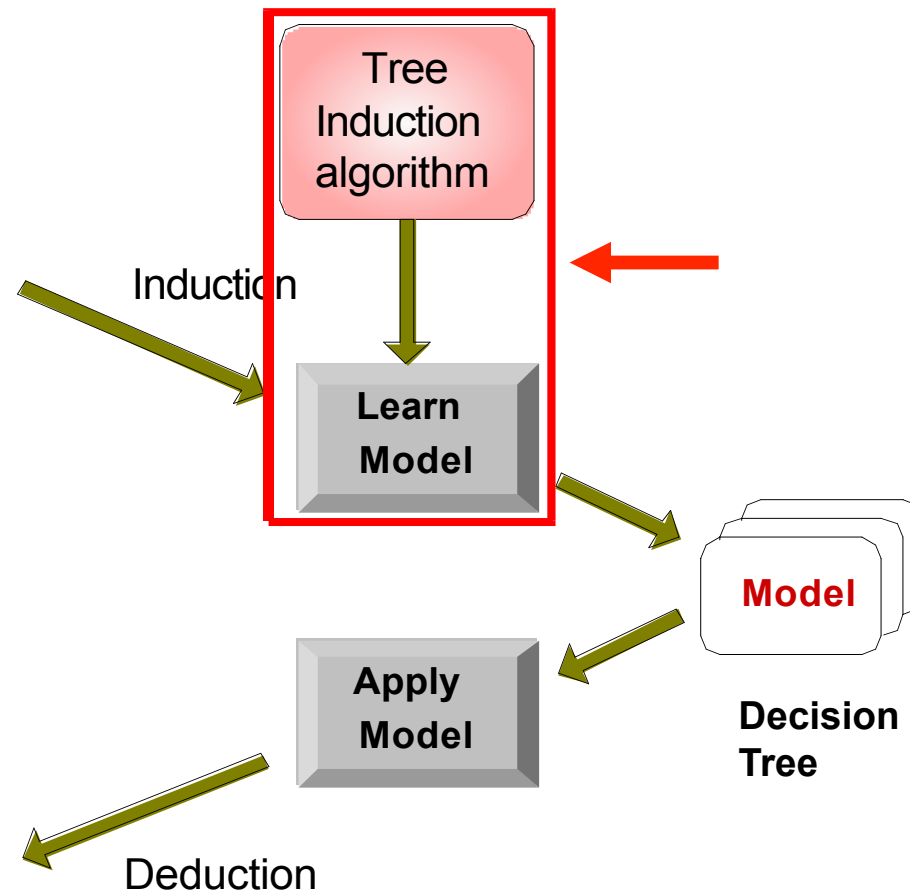 Tree
Induction
algorithm
Induction
Learn
Model
Model
Apply
Model
Decision
Tree
Deduction